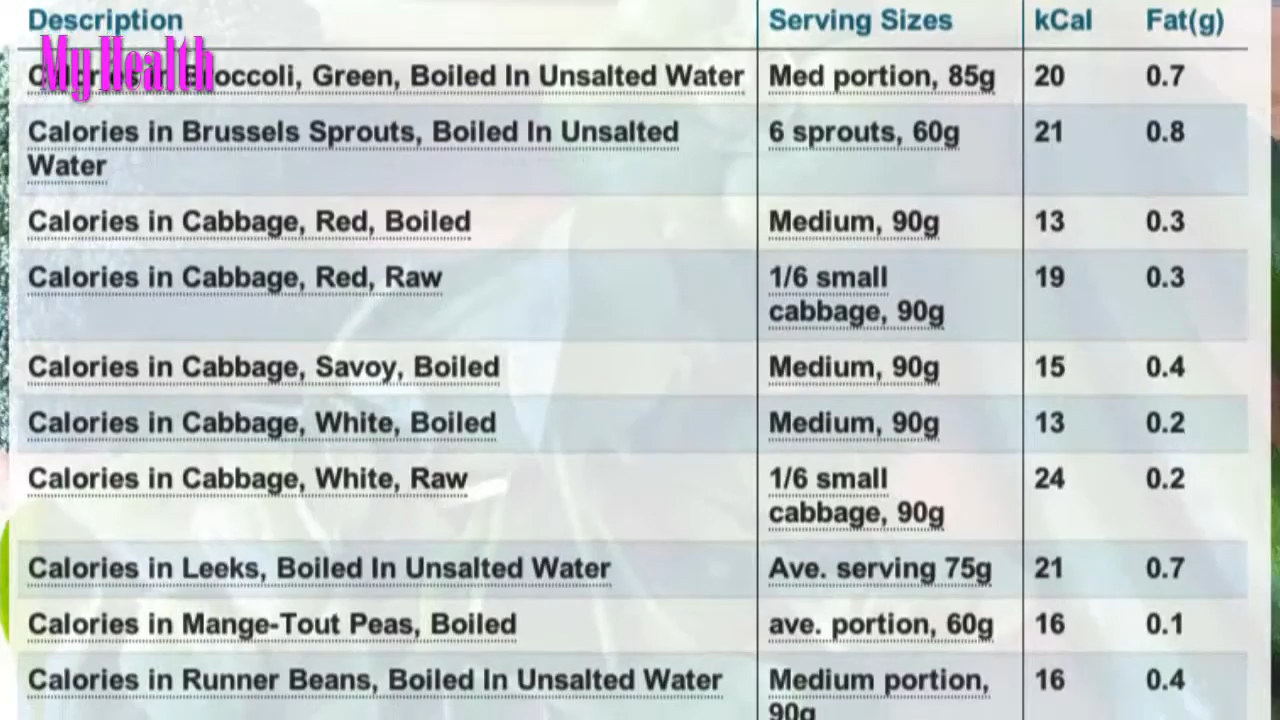 Description Serving Sizes kCal Fat(g)
My Health
Broccoli, Green, Boiled In Unsalted Water Med portion, 85g 20 0.7
Calories in Brussels Sprouts, Boiled In Unsalted 6 sprouts, 60g 21 0.8
Water
Calories in Cabbage, Red, Boiled Medium, 90g 13 0.3
Calories in Cabbage, Red, Raw 1/6 small 19 0.3
cabbage, 90g
Calories in Cabbage, Savoy, Boiled Medium, 90g 15 0.4
Calories in Cabbage, White, Boiled Medium, 90g 13 0.2
Calories in Cabbage, White, Raw 1/6 small 24 0.2
cabbage, 90g
Calories in Leeks, Boiled In Unsalted Water Ave. serving 75g 21 0.7
Calories in Mange-Tout Peas, Boiled ave. portion, 60g 16 0.1
Calories in Runner Beans, Boiled In Unsalted Water Medium portion, 16 0.4
90g